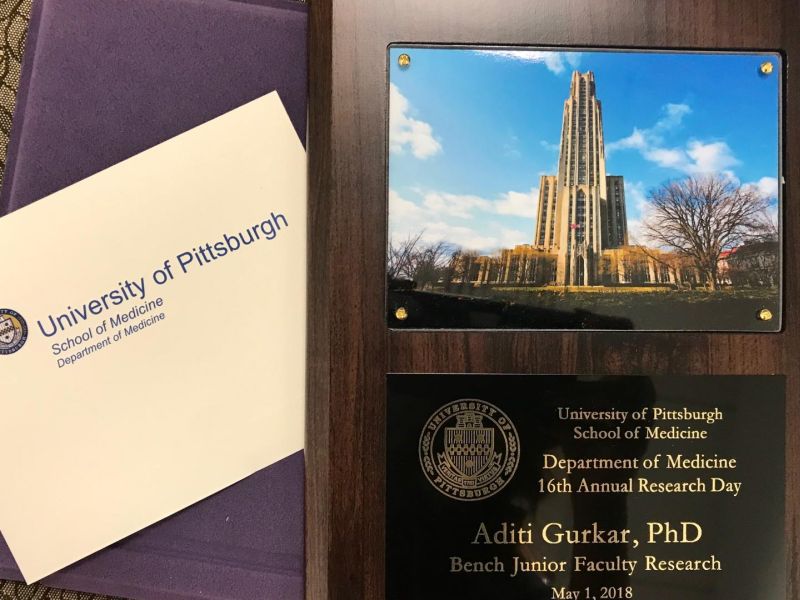 University of Pittsburgh
School of Medicine
Department of Medicine
UNIVERSITY OF PITTSBURGH
University of Pittsburgh
School of Medicine
Department of Medicine
16th Annual Research Day
Aditi Gurkar, PhD
Bench Junior Faculty Research
May 1, 2018